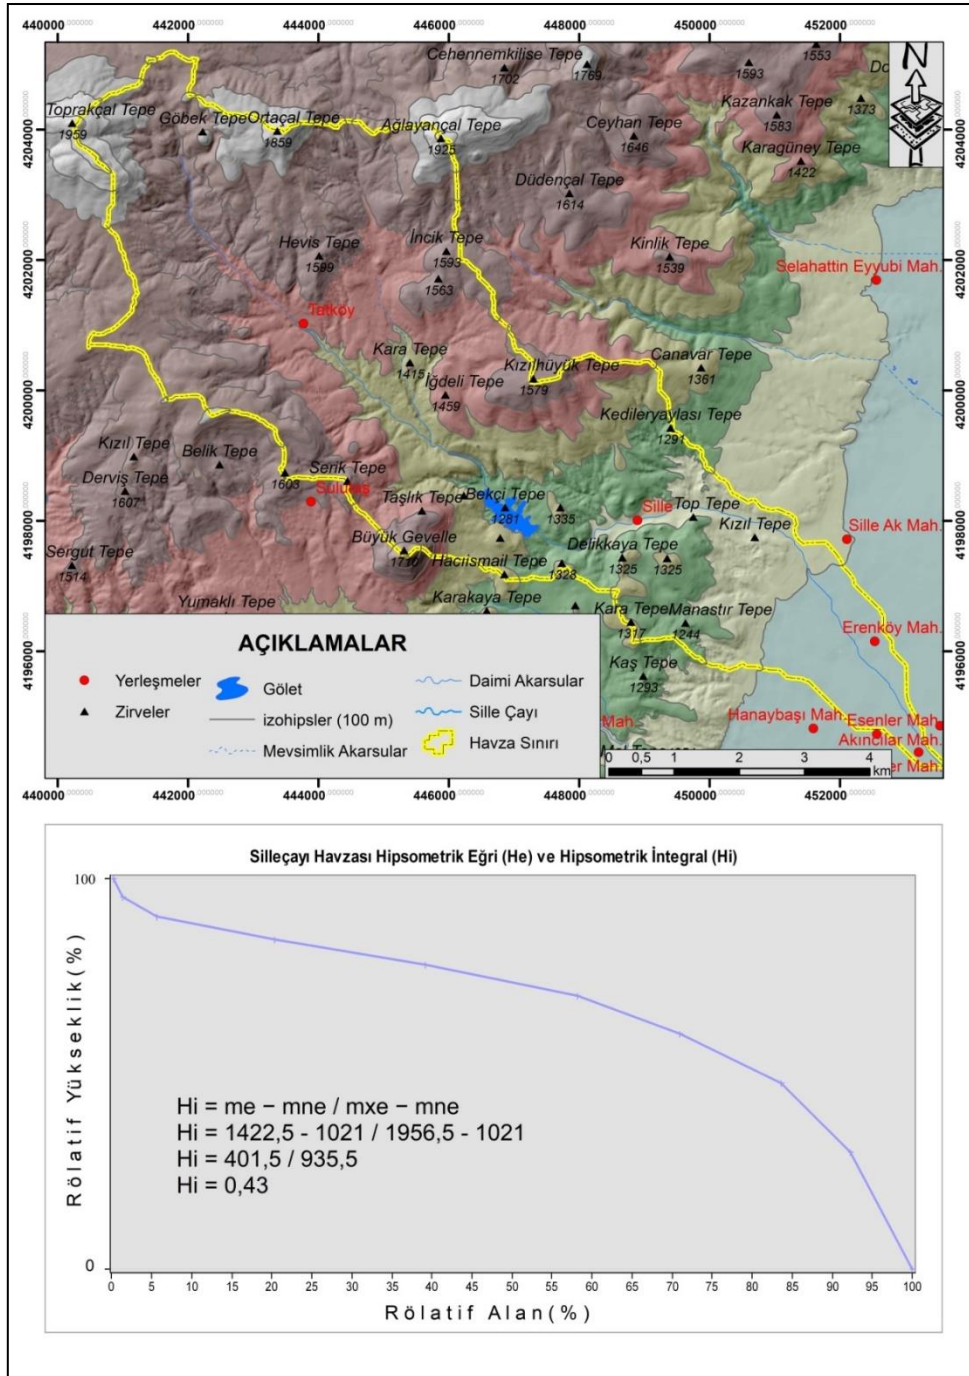 440000 442000 444000 446000 448000 450000 452000
4204000
4202000
4200000
4198000
4196000
Cehennemkilise Tepe
1702
1769
1593
1553
Toprakçal Tepe
1959
Göbek Tepe
Ortaçal Tepe
1859
Ağlayançal Tepe
1925
Ceyhan Tepe
1646
Kazankak Tepe
1583
1373
Karagüney Tepe
1422
Düdençal Tepe
1614
Hevis Tepe
1599
İncik Tepe
1593
1563
Kinlik Tepe
1539
Selahattin Eyyubi Mah.
Tatköy
Kara Tepe
1415
İğdeli Tepe
1459
Kızılhüyük Tepe
1579
Canavar Tepe
1361
Kedileryaylası Tepe
1291
Kızıl Tepe
Belik Tepe
Derviş Tepe
1607
1603
Serik Tepe
Taşlık Tepe
Bekçi Tepe
1281
1335
Sille
Top Tepe
Kızıl Tepe
Sille Ak Mah.
Sergut Tepe
1514
Büyük Gevelle
1710
Hacıismail Tepe
1328
Delikkaya Tepe
1325
1325
Yumaklı Tepe
Karakaya Tepe
Kara Tepe
1317
Manastır Tepe
1244
Erenköy Mah.
Kaş Tepe
1293
Hanaybaşı Mah.
Esenler Mah.
Akıncılar Mah.
Mah
er Mah.
AÇIKLAMALAR
Yerleşmeler
Zirveler
Gölet
izohipsler (100 m)
Mevsimlik Akarsular
Daimi Akarsular
Sille Çayı
Havza Sınırı
0 0,5 1 2 3 4
km
440000 442000 444000 446000 448000 450000 452000
Silleçayı Havzası Hipsometrik Eğri (He) ve Hipsometrik İntegral (Hi)
100
Rölatif Yükseklik(%)
Hi = me – mne / mxe – mne
Hi = 1422,5 - 1021 / 1956,5 - 1021
Hi = 401,5 / 935,5
Hi = 0,43
0
0 5 10 15 20 25 30 35 40 45 50 55 60 65 70 75 80 85 90 95 100
Rölatif Alan(%)